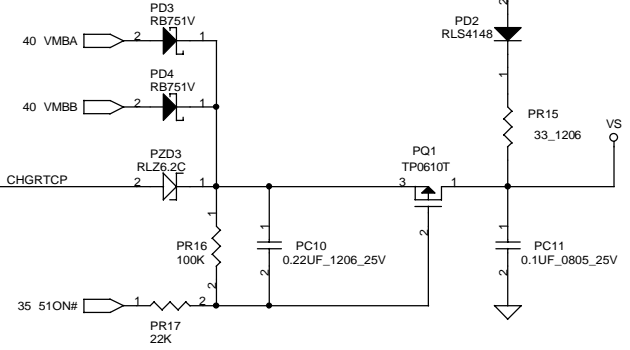 PD3
RB751V
2
40 VMBA
2
1
PD2
RLS4148
PD4
RB751V
1
40 VMBB
2
1
PR15
33_1206
VS
PZD3
RLZ6.2C
PQ1
TP0610T
CHGRTCP
2
1
3
1
1
1
1
2
PR16
100K
PC10
0.22UF_1206_25V
PC11
0.1UF_0805_25V
2
2
2
35 51ON#
1
2
PR17
22K